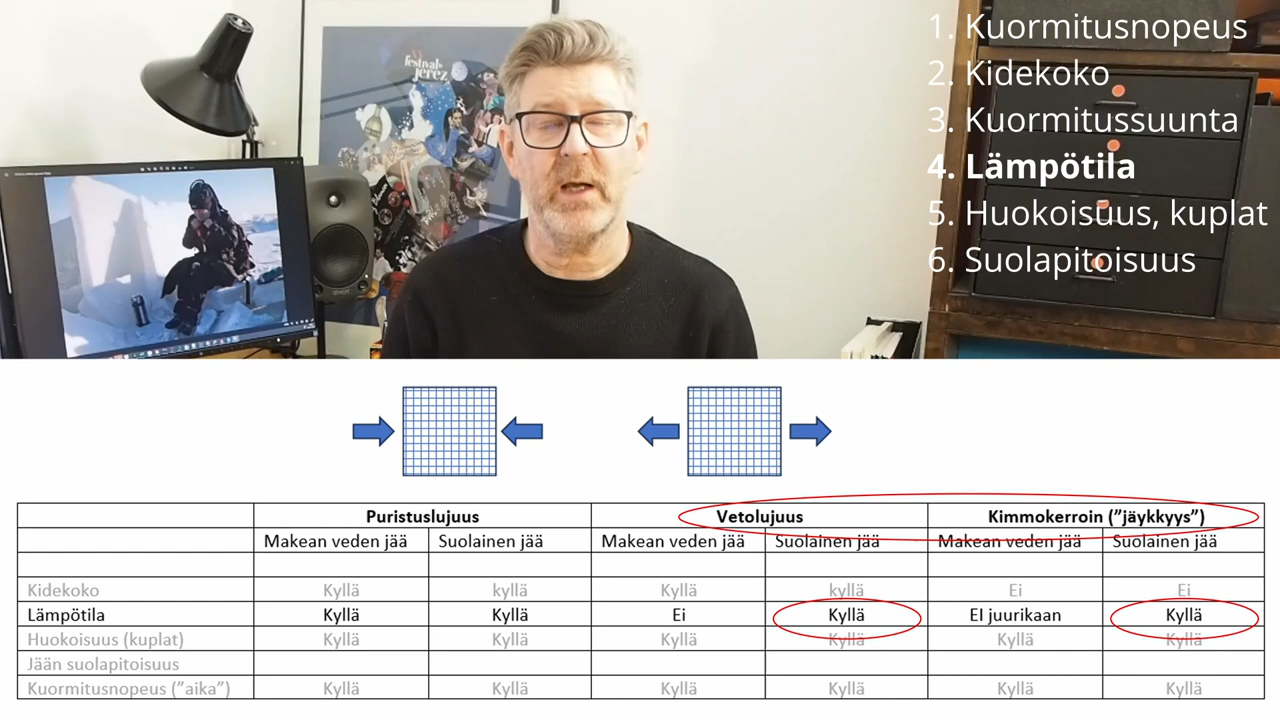 1. Kuormitusnopeus
2. Kidekoko
3. Kuormitussuunta
4. Lämpötila
5. Huokoisuus, kuplat
6. Suolapitoisuus
festival de
jerez
Puristuslujuus Vetolujuus Kimmokerroin (”jäykkyys”)
Makean veden jää Suolainen jää Makean veden jää Suolainen jää Makean veden jää Suolainen jää
Kidekoko Kyllä kyllä Kyllä kyllä Ei Ei
Lämpötila Kyllä Kyllä Ei Kyllä EI juurikaan Kyllä
Huokoisuus (kuplat) Kyllä Kyllä Kyllä Kyllä Kyllä Kyllä
Jään suolapitoisuus
Kuormitusnopeus (”aika”) Kyllä Kyllä Kyllä Kyllä Kyllä Kyllä